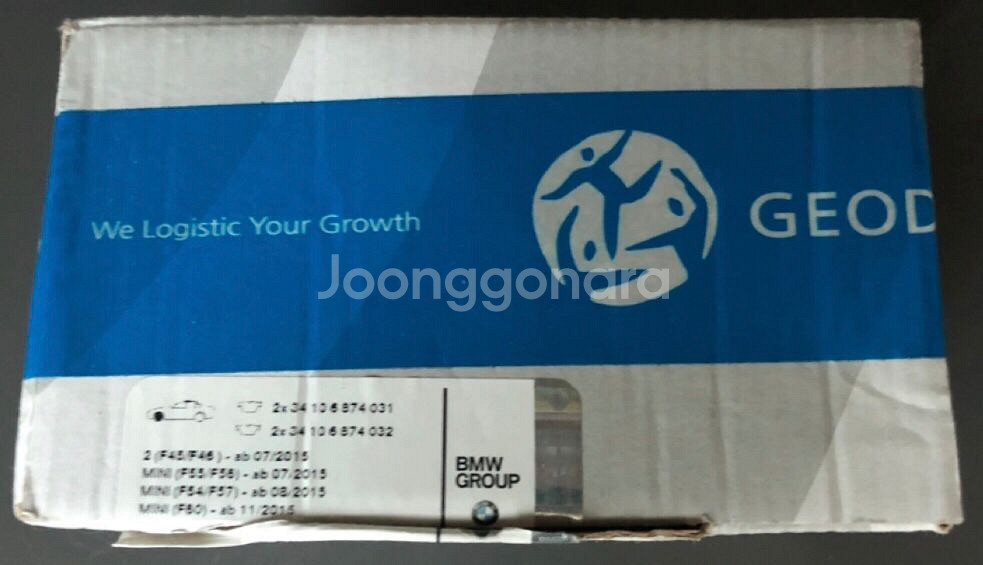 We Logistic Your Growth
GEOD
Joonggonara
2x 34 10 6 874 031
2x 34 10 6 874 032
2 (F45/F46) - ab 07/2015
MINI (F55/F56) - ab 07/2015
MINI (F54/F57) - ab 08/2015
MINI (F60) - ab 11/2015
BMW
GROUP